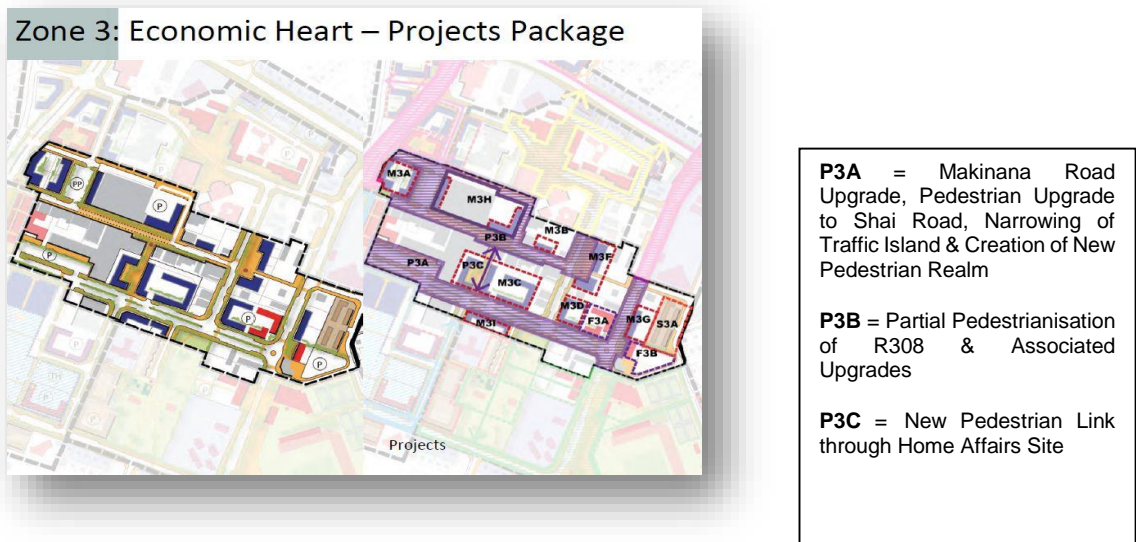 Zone 3: Economic Heart – Projects Package
P
PP
P
P
P
P
M3A
M3H
M3B
P3B
M3F
P3A
P3C
M3C
M3D
F3A
M3G
S3A
M3I
F3B
Projects
P3A = Makinana Road
Upgrade, Pedestrian Upgrade
to Shai Road, Narrowing of
Traffic Island & Creation of New
Pedestrian Realm
P3B = Partial Pedestrianisation
of R308 & Associated
Upgrades
P3C = New Pedestrian Link
through Home Affairs Site